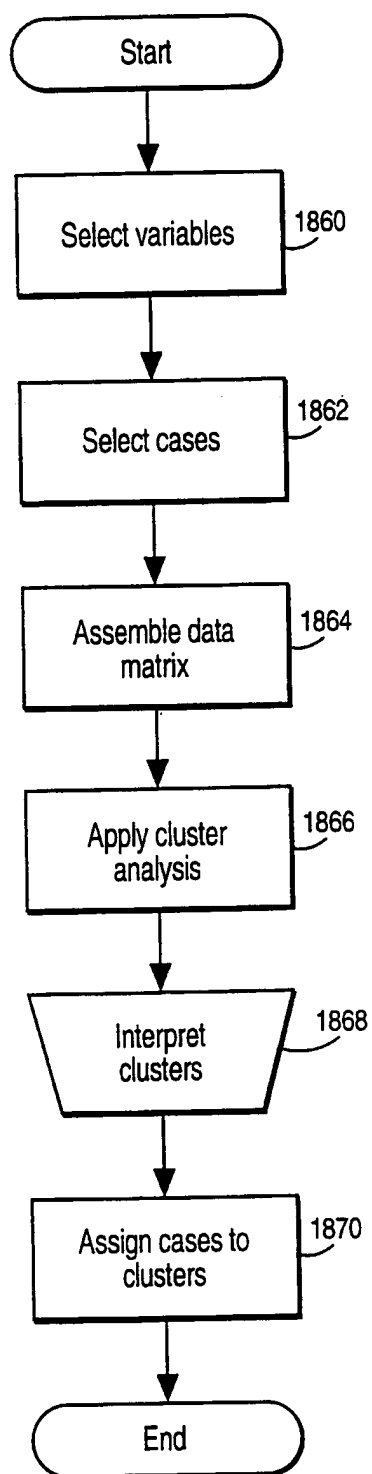 Start
Select variables
1860
Select cases
1862
Assemble data
matrix
1864
Apply cluster
analysis
1866
Interpret
clusters
1868
Assign cases to
clusters
1870
End